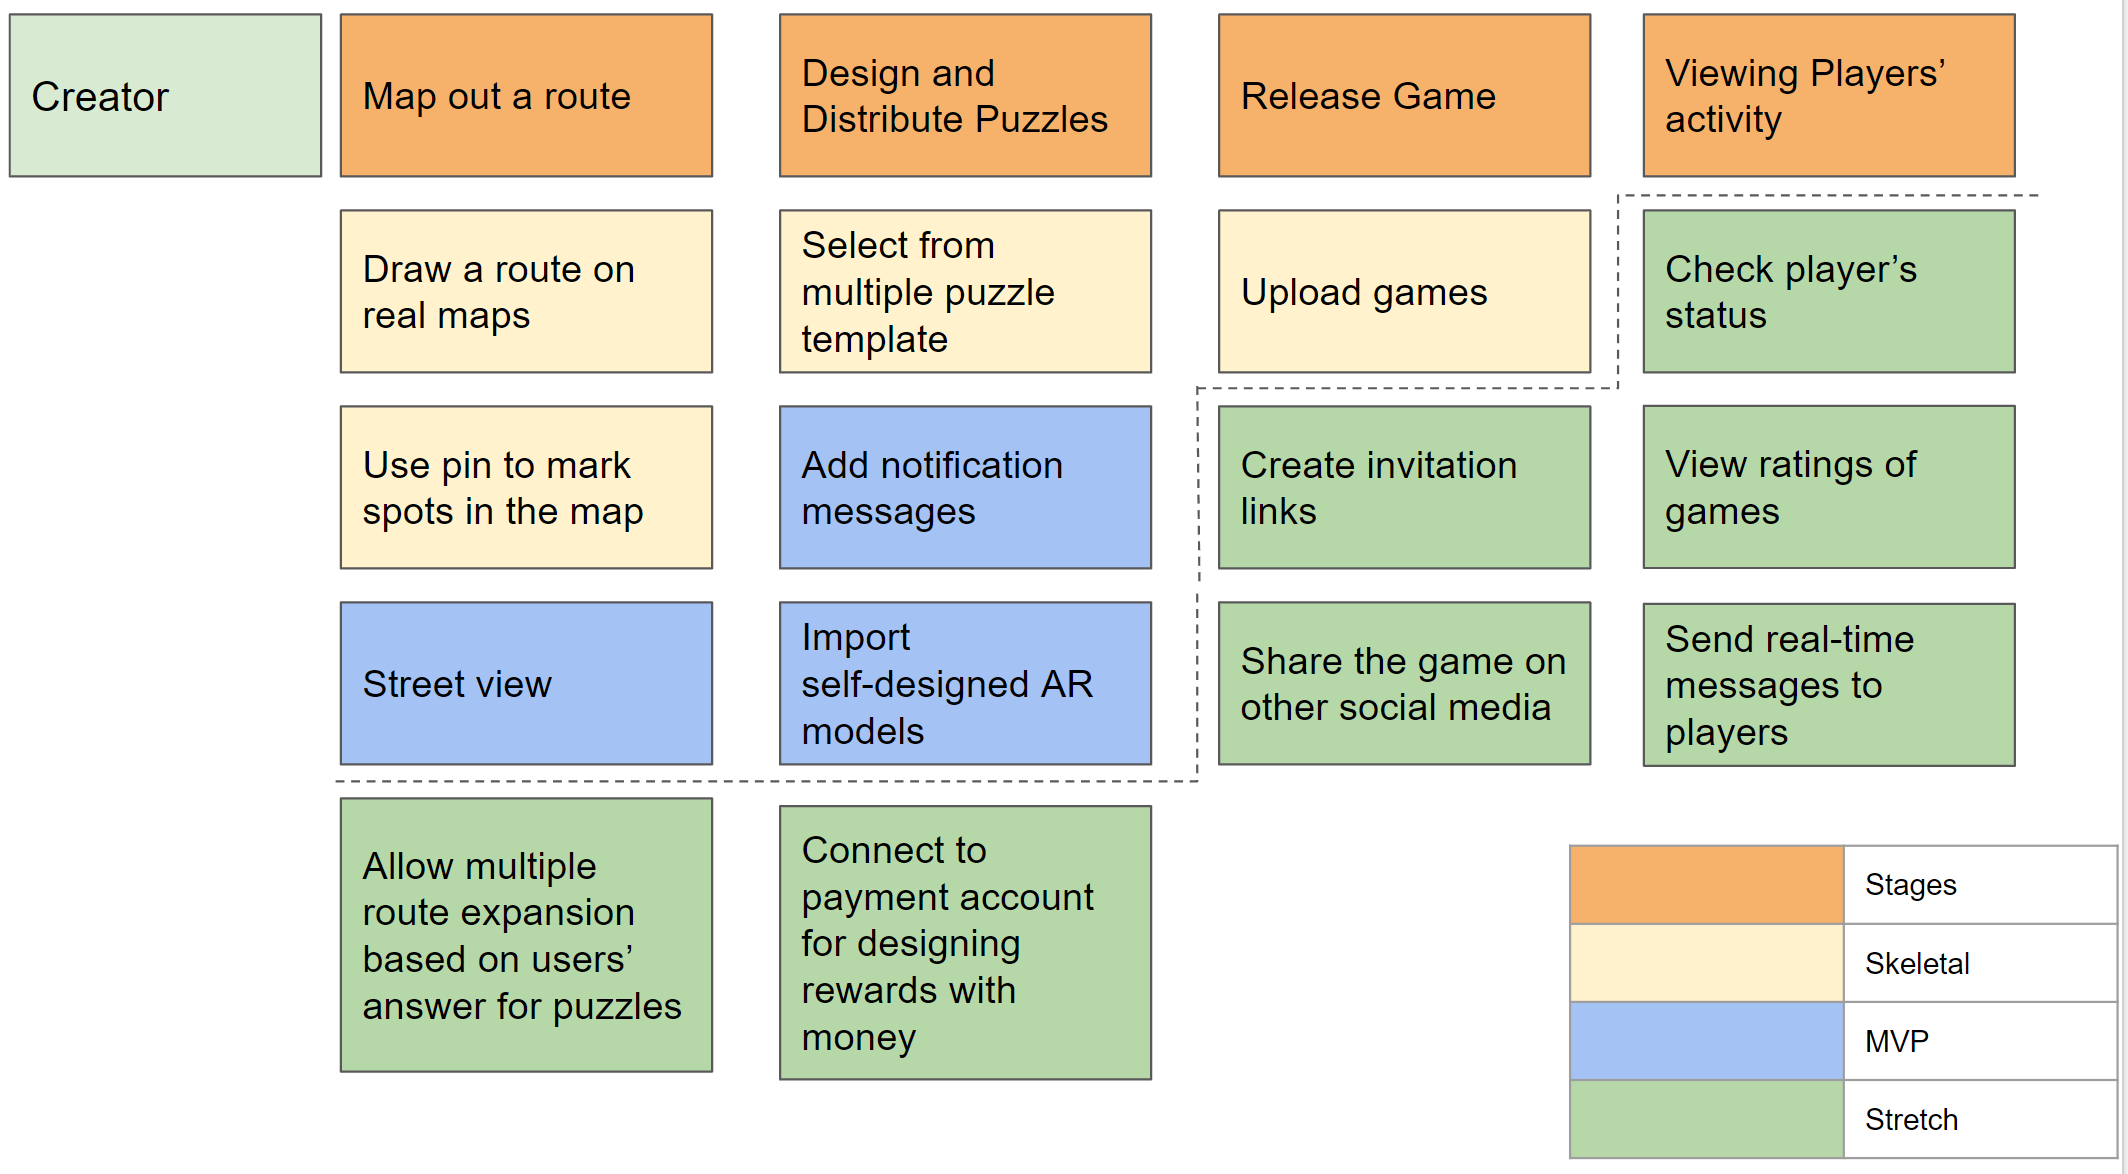 Creator
Map out a route
Design and
Distribute Puzzles
Release Game
Viewing Players’
activity
Draw a route on
real maps
Select from
multiple puzzle
template
Upload games
Check player’s
status
Use pin to mark
spots in the map
Add notification
messages
Create invitation
links
View ratings of
games
Street view
Import
self-designed AR
models
Share the game on
other social media
Send real-time
messages to
players
Allow multiple
route expansion
based on users’
answer for puzzles
Connect to
payment account
for designing
rewards with
money
Stages
Skeletal
MVP
Stretch